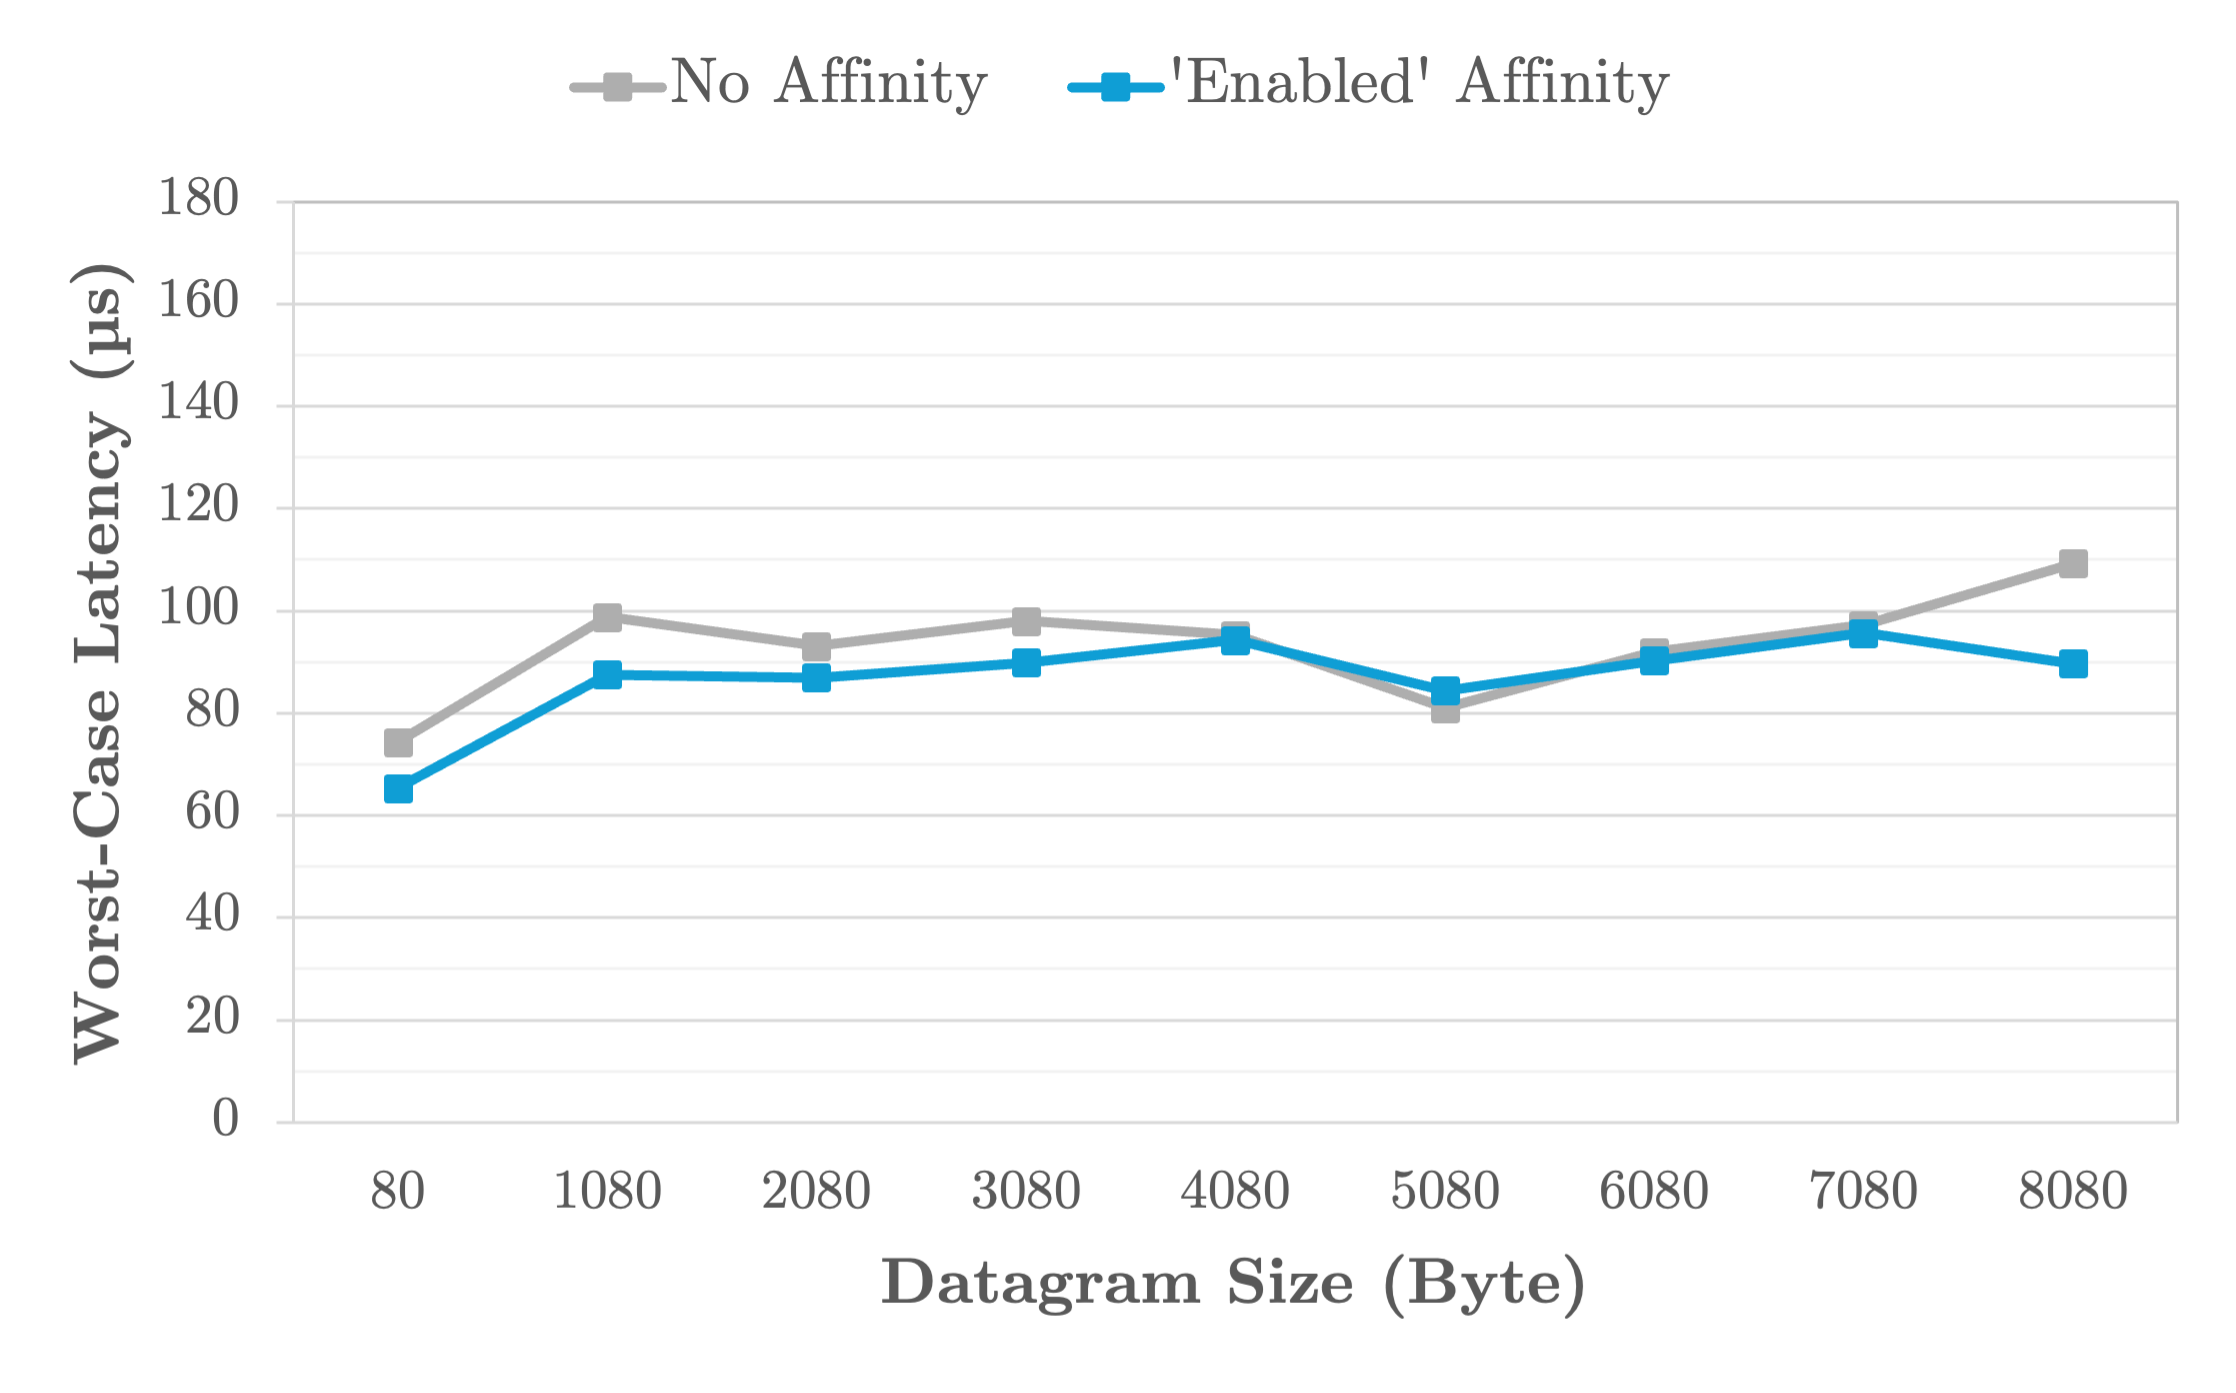 No Affinity 'Enabled' Affinity
180
160
140
120
100
80
60
40
20
0
Worst-Case Latency (µs)
80 1080 2080 3080 4080 5080 6080 7080 8080
Datagram Size (Byte)